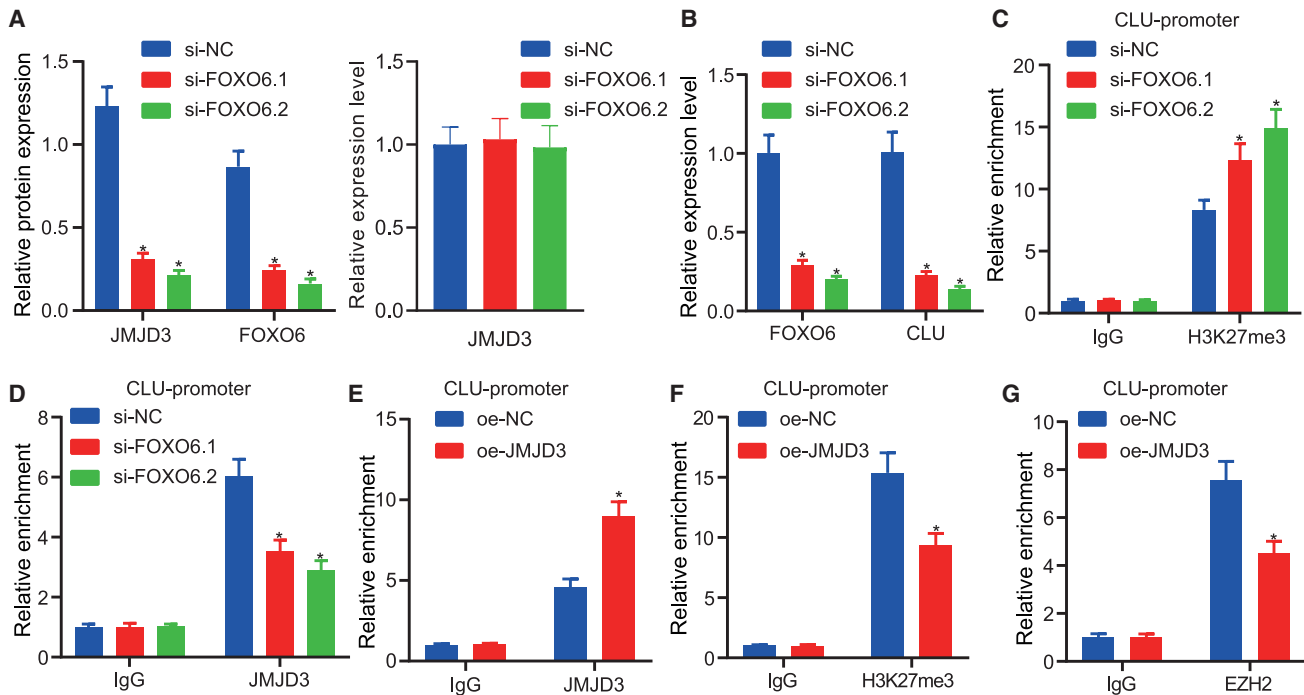 A
si-NC
si-FOXO6.1
si-FOXO6.2
Relative protein expression
1.5
1.0
0.5
0.0
*
*
*
*
JMJD3
FOXO6
si-NC
si-FOXO6.1
si-FOXO6.2
Relative expression level
1.5
1.0
0.5
0.0
JMJD3
B
si-NC
si-FOXO6.1
si-FOXO6.2
Relative expression level
1.5
1.0
0.5
0.0
*
*
*
*
FOXO6
CLU
C
CLU-promoter
si-NC
si-FOXO6.1
si-FOXO6.2
Relative enrichment
20
15
10
5
0
*
*
IgG
H3K27me3
D
CLU-promoter
si-NC
si-FOXO6.1
si-FOXO6.2
Relative enrichment
8
6
4
2
0
*
*
IgG
JMJD3
E
CLU-promoter
oe-NC
oe-JMJD3
Relative enrichment
15
10
5
0
*
IgG
JMJD3
F
CLU-promoter
oe-NC
oe-JMJD3
Relative enrichment
20
15
10
5
0
*
IgG
H3K27me3
G
CLU-promoter
oe-NC
oe-JMJD3
Relative enrichment
10
8
6
4
2
0
*
IgG
EZH2